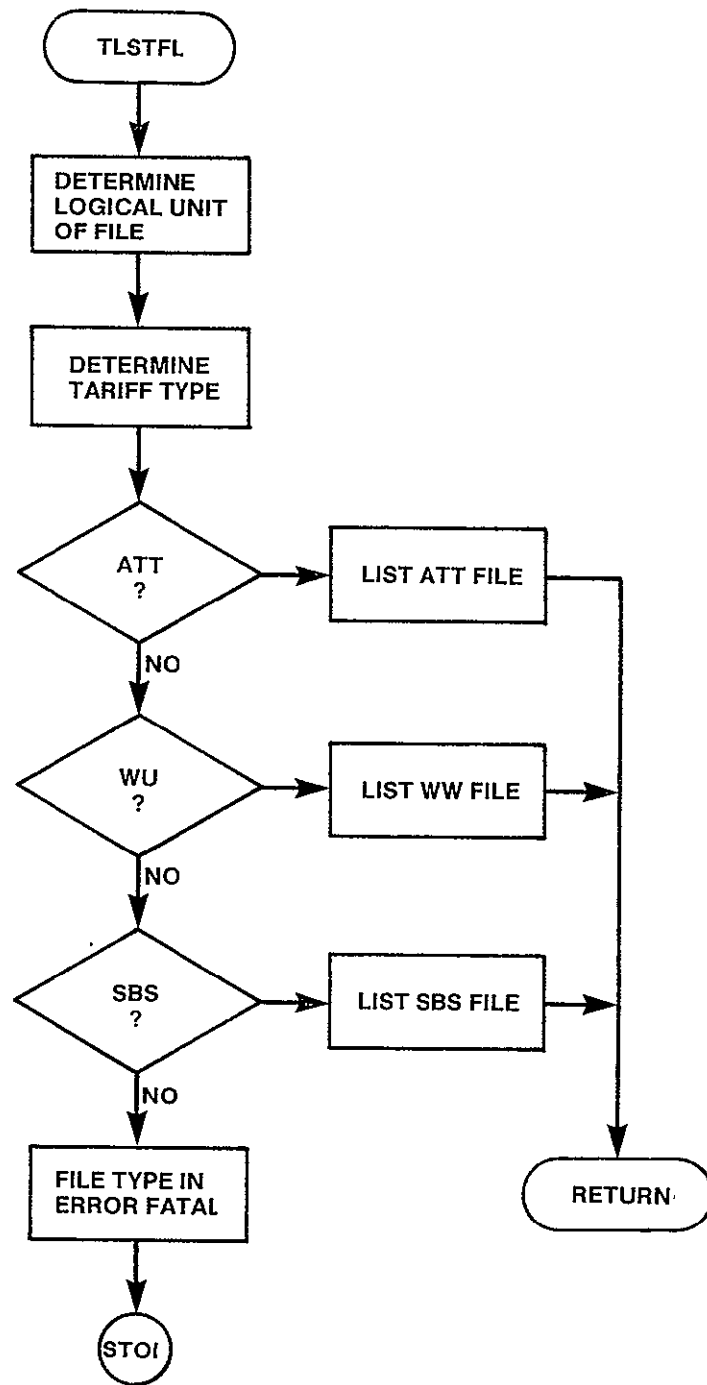 TLSTFL
DETERMINE
LOGICAL UNIT
OF FILE
DETERMINE
TARIFF TYPE
ATT
?
LIST ATT FILE
NO
WU
?
LIST WW FILE
NO
SBS
?
LIST SBS FILE
NO
FILE TYPE IN
ERROR FATAL
RETURN